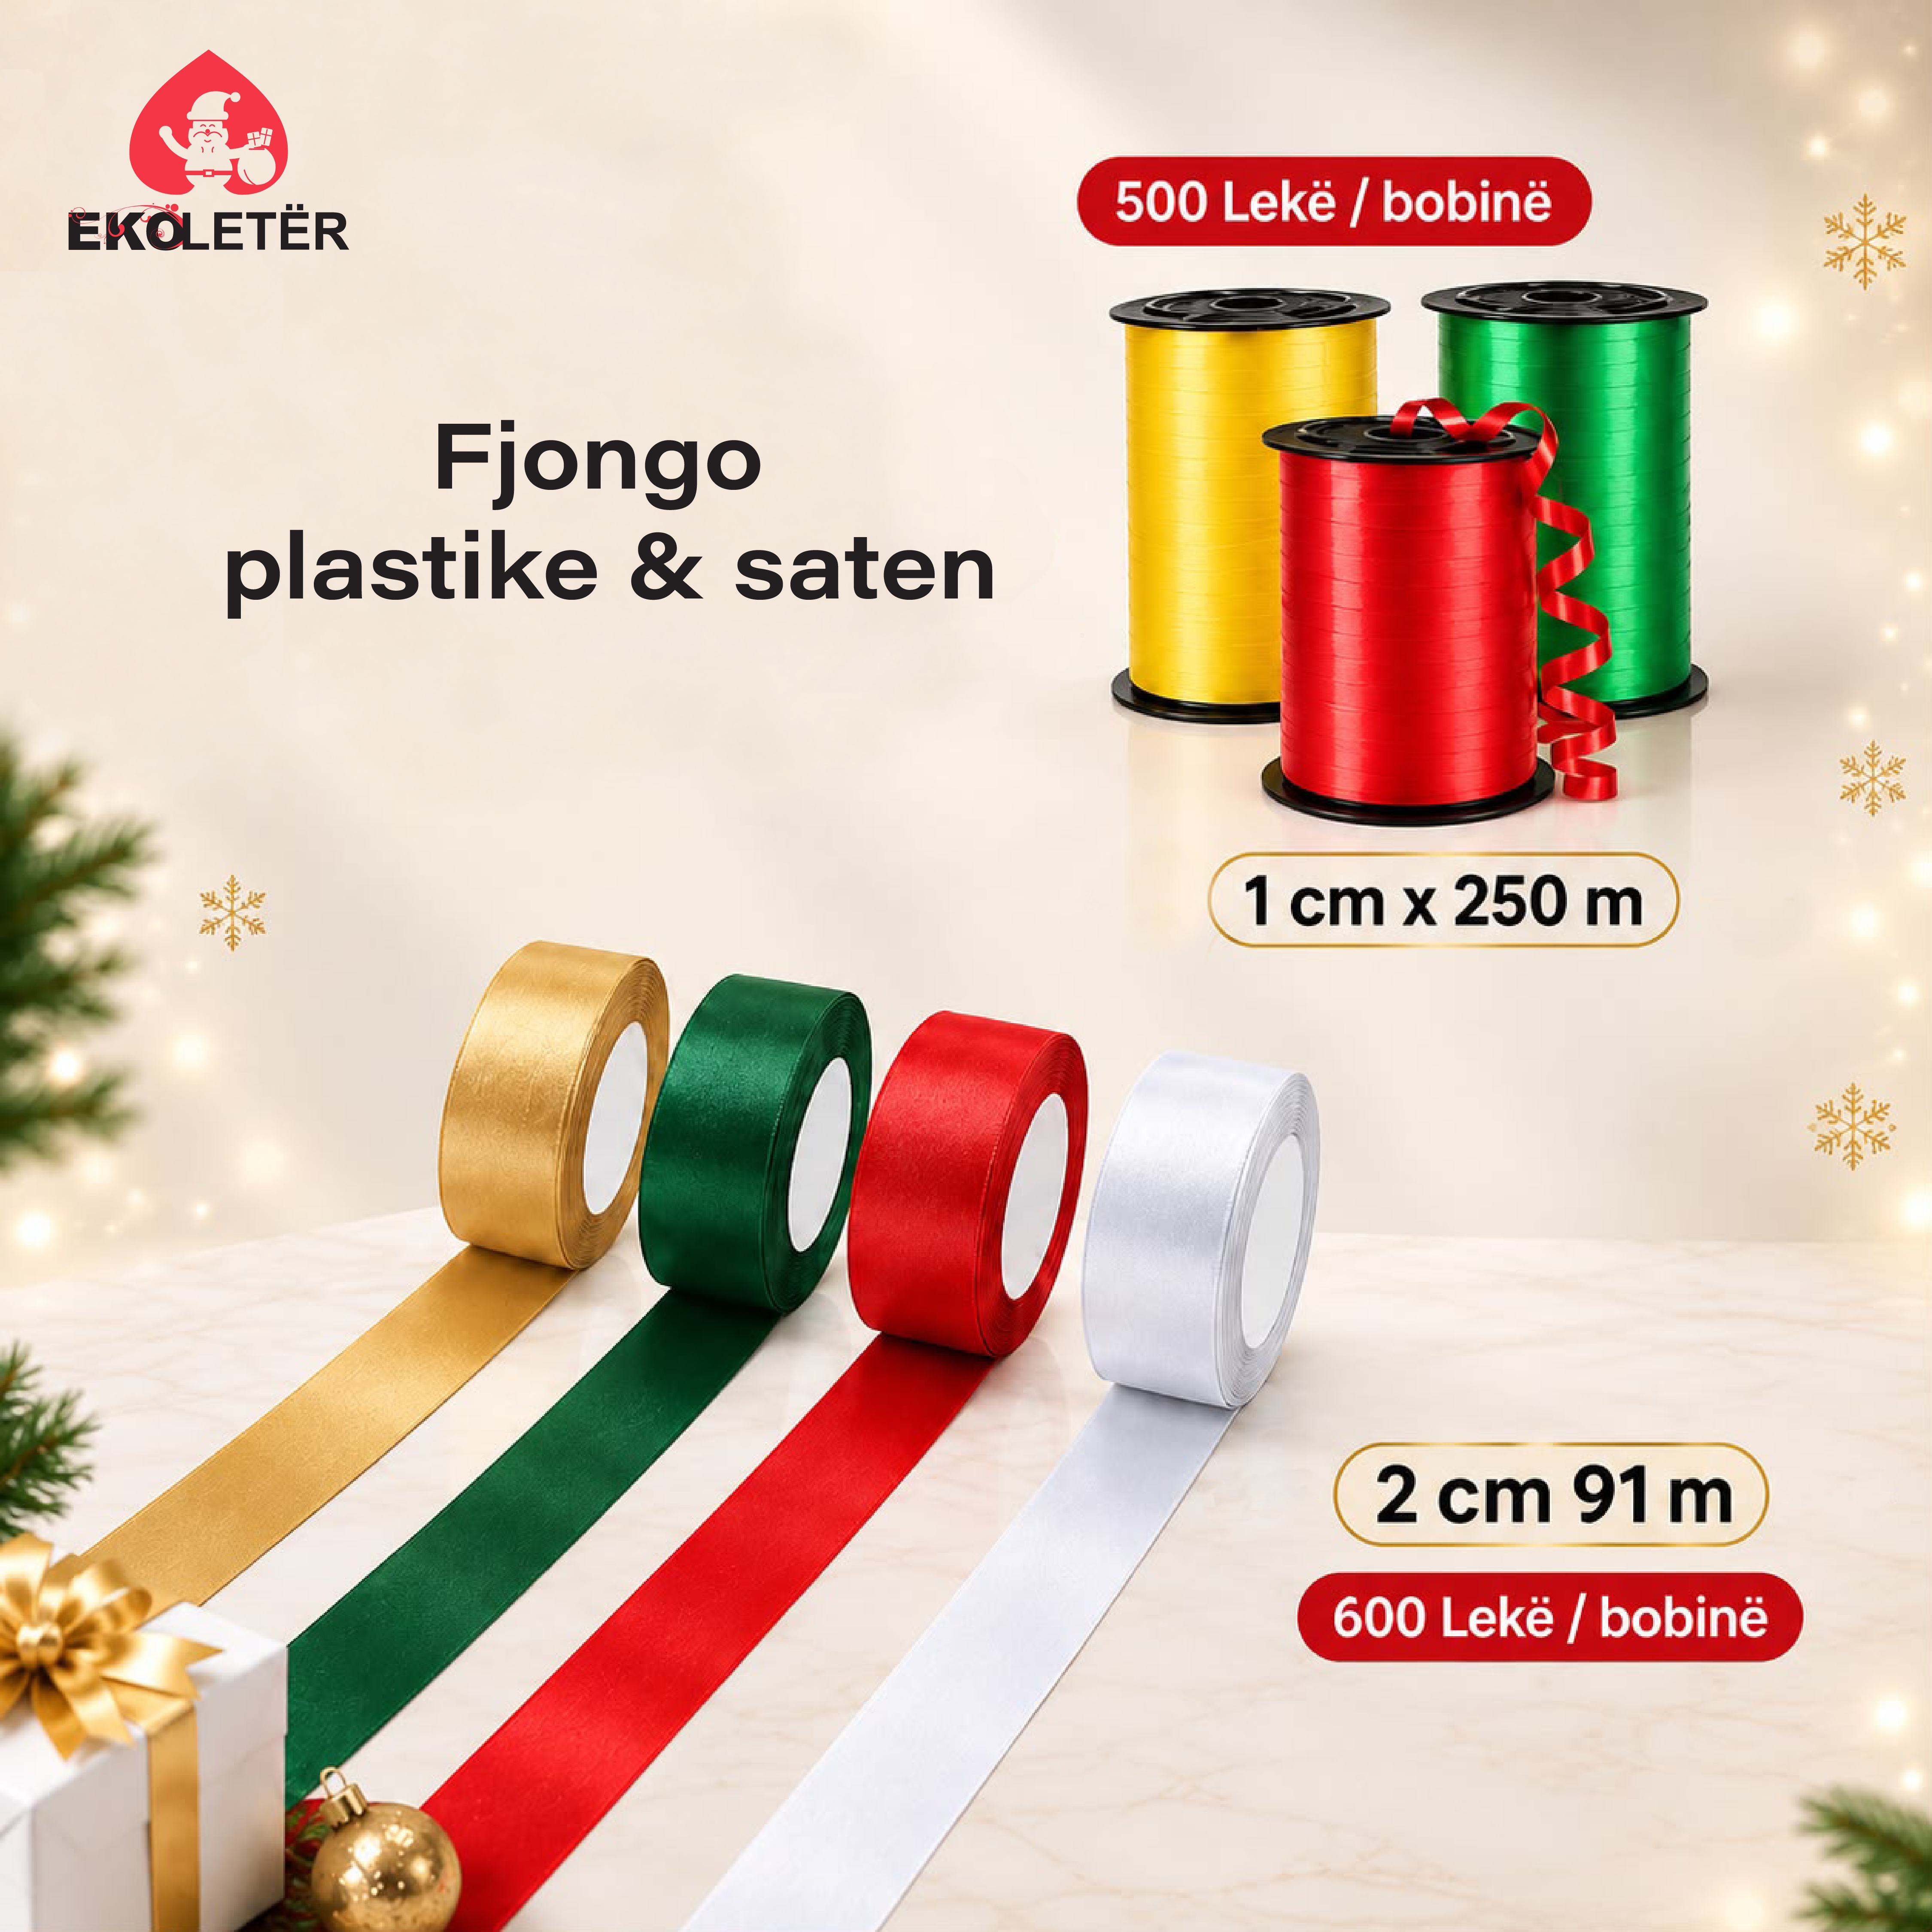 EKOLETËR
500 Lekë / bobinë
Fjongo
plastike & saten
1 cm x 250 m
2 cm 91 m
600 Lekë / bobinë